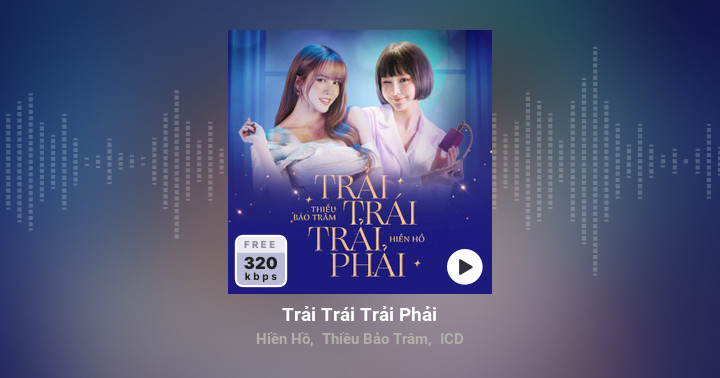 TRẢI
THIỀU
BẢO TRÂM
TRÁI
TRẢI
HIỀN HỒ
PHẢI
FREE
320
kbps
Trải Trái Trải Phải
Hiền Hồ, Thiều Bảo Trâm, ICD